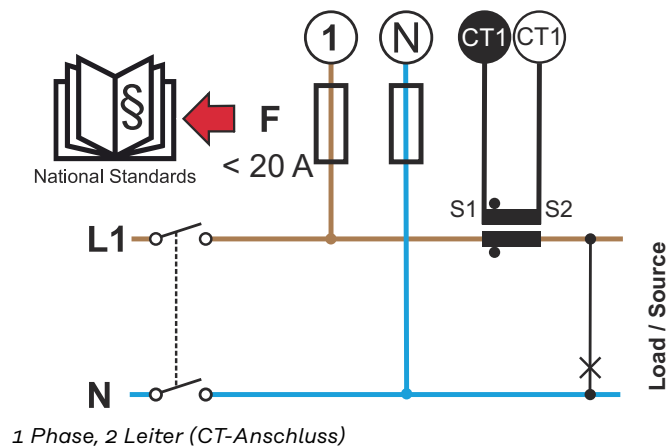 1 N CT1 CT1
§
National Standards
F
< 20 A
S1 S2
L1
N
Load / Source
1 Phase, 2 Leiter (CT-Anschluss)